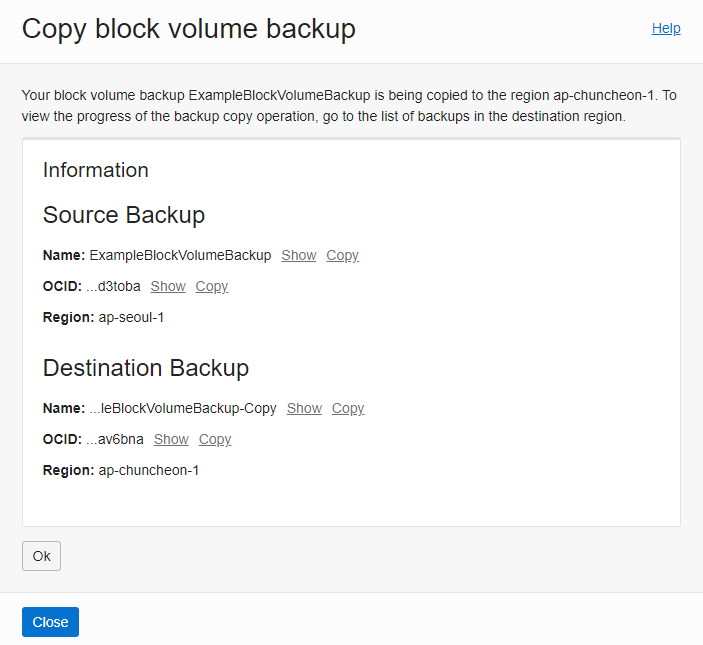 Copy block volume backup
Help
Your block volume backup ExampleBlockVolumeBackup is being copied to the region ap-chuncheon-1. To
view the progress of the backup copy operation, go to the list of backups in the destination region.
Information
Source Backup
Name: ExampleBlockVolumeBackup Show Copy
OCID: ...d3toba Show Copy
Region: ap-seoul-1
Destination Backup
Name: ...leBlockVolumeBackup-Copy Show Copy
OCID: ...av6bna Show Copy
Region: ap-chuncheon-1
Ok
Close